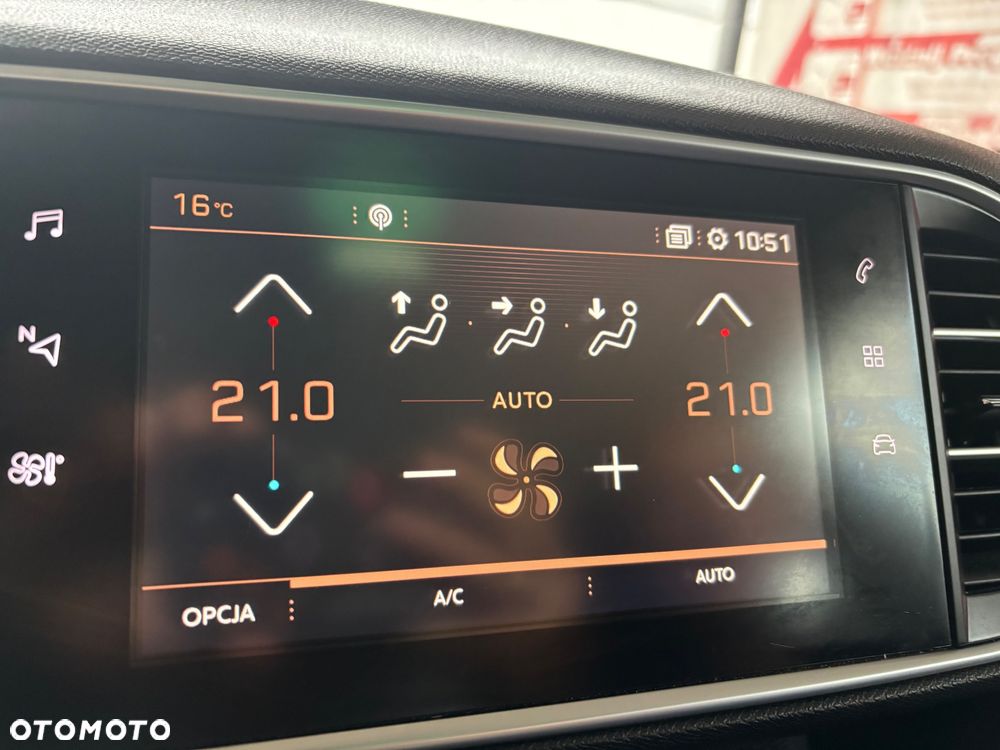 16°C
10:51
N
21.0
21.0
AUTO
OPCJA
A/C
AUTO
OTOMOTO